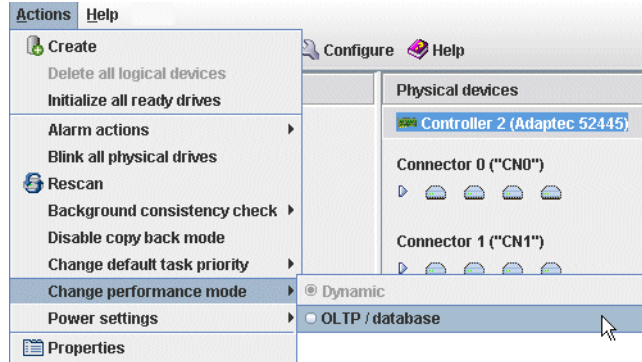 Actions Help
Create
Delete all logical devices
Initialize all ready drives
Alarm actions
Blink all physical drives
Rescan
Background consistency check
Disable copy back mode
Change default task priority
Change performance mode
Power settings
Properties
Dynamic
OLTP / database
Configure Help
Physical devices
Controller 2 (Adaptec 52445)
Connector 0 ("CN0")
Connector 1 ("CN1")